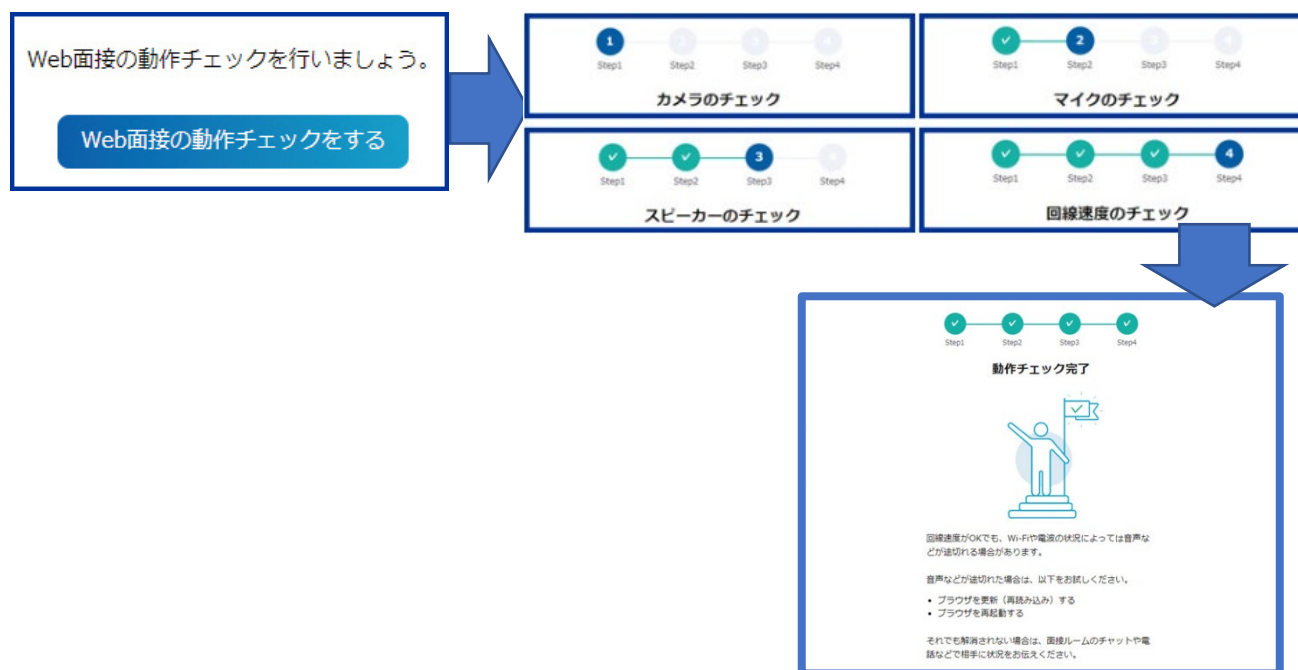 Web面接の動作チェックを行いましょう。
Web面接の動作チェックをする
1 2 3 4
Step1 Step2 Step3 Step4
カメラのチェック
2 3 4
Step1 Step2 Step3 Step4
マイクのチェック
3 4
Step1 Step2 Step3 Step4
スピーカーのチェック
4
Step1 Step2 Step3 Step4
回線速度のチェック
Step1 Step2 Step3 Step4
動作チェック完了
回線速度がOKでも、Wi-Fiや電波の状況によっては音声な
どが途切れる場合があります。
音声などが途切れた場合は、以下をお試しください。
• ブラウザを更新（再読み込み）する
• ブラウザを再起動する
それでも解消されない場合は、面接ルームのチャットや電
話などで相手に状況をお伝えください。